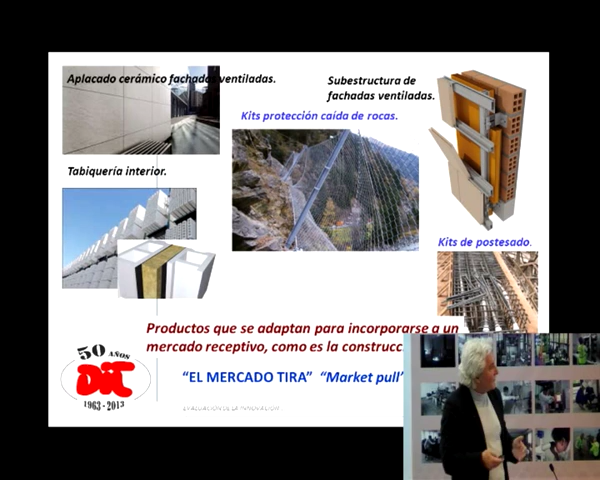 Aplacado cerámico fachadas ventiladas.
Subestructura de
fachadas ventiladas.
Kits protección caída de rocas.
Tabiquería interior.
Kits de postesado.
Productos que se adaptan para incorporarse a un
mercado receptivo, como es la construcc
50 AÑOS
DIT
1963-2013
"EL MERCADO TIRA" "Market pull"
EVALUACIÓN DE LA INNOVACIÓN